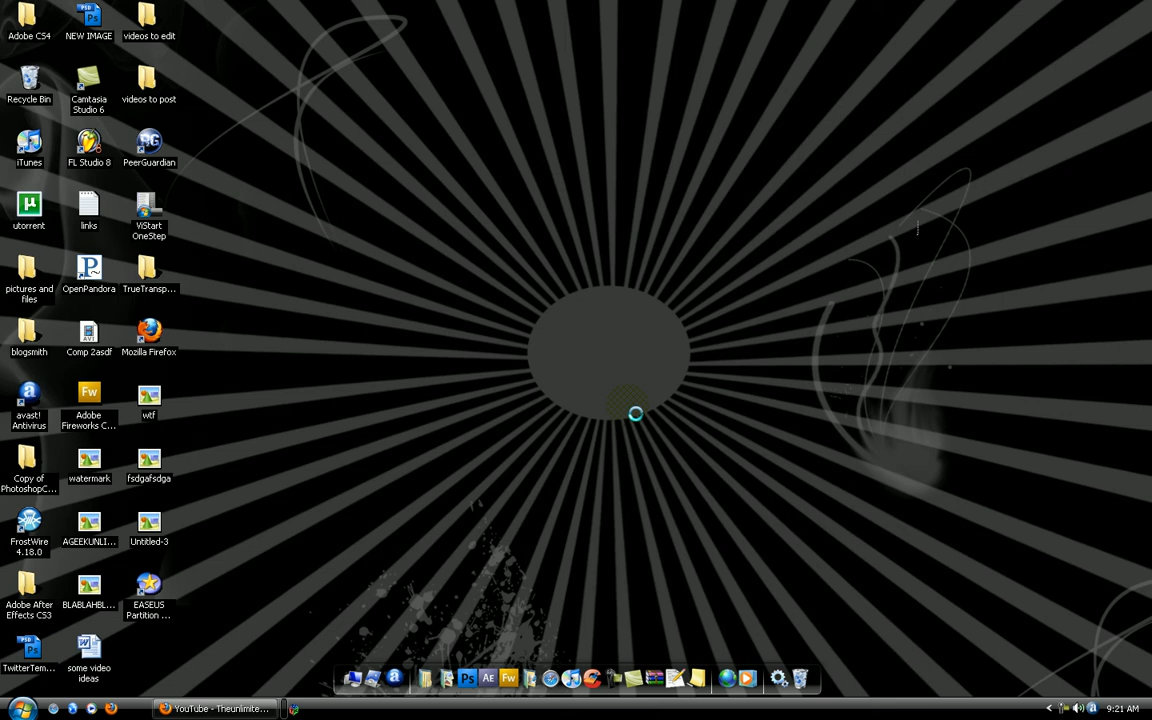 Adobe CS4
NEW IMAGE
videos to edit
Recycle Bin
Camtasia
Studio 6
videos to post
iTunes
FL Studio 8
PeerGuardian
utorrent
links
ViStart
OneStep
pictures and
files
OpenPandora
TrueTransp...
blogsmith
Comp 2asdf
Mozilla Firefox
avast!
Antivirus
Adobe
Fireworks C...
wtf
Copy of
PhotoshopC...
watermark
fsdgafsdga
FrostWire
4.18.0
AGEEKUNLI...
Untitled-3
Adobe After
Effects CS3
BLABLAHBL...
EASEUS
Partition ...
TwitterTem...
some video
ideas
Ps
AE
Fw
YouTube - Theunlimite...
9:21 AM